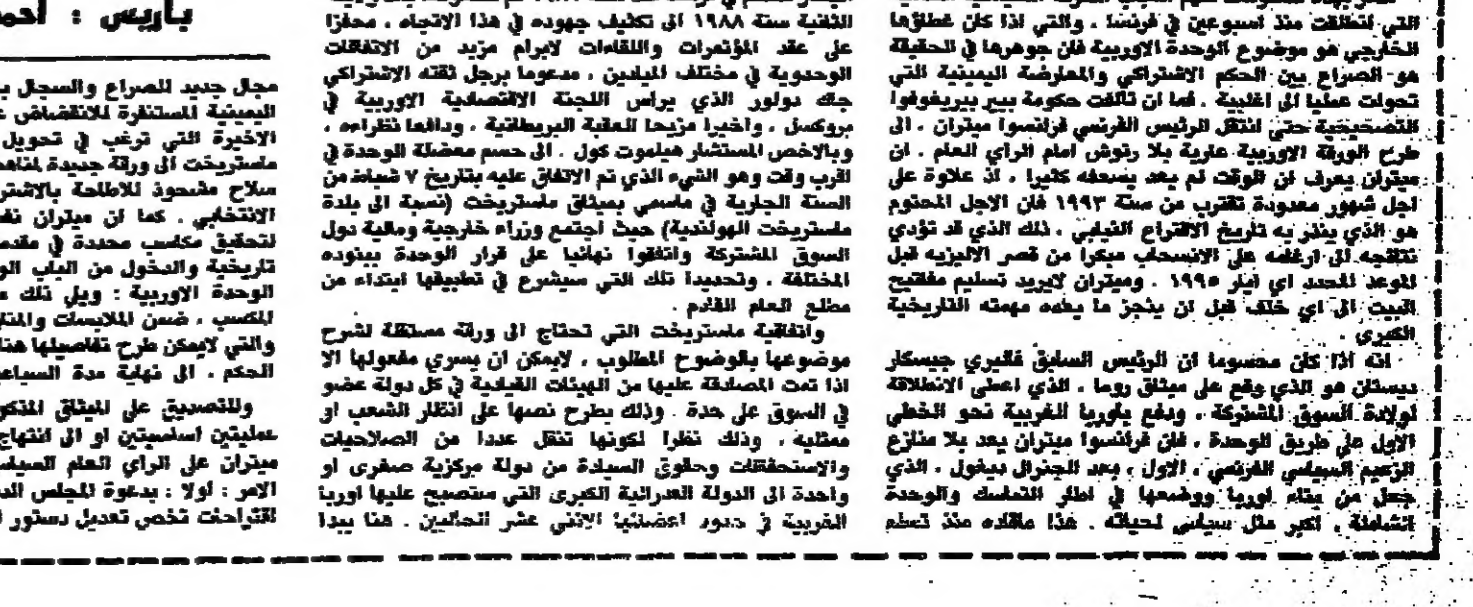 التي انطلقت منذ اسبوعين في فرنسا . والتي اذا كان غطاؤها
الخارجي هو موضوع الوحدة الاوربية فان جوهرها في الحقيقة
هو الصراع بين الحكم الاشتراكي والمعارضة اليمينية التي
تحولت عمليا الى اغلبية . فما ان تالفت حكومة بيير بيريغوفوا
التصحيحية حتى انتقل الرئيس الفرنسي فرانسوا ميتران . الى
طرح الورقة الاوربية عارية بلا رتوش امام الراي العام . ان
ميتران يعرف ان الوقت لم يعد يسعفه كثيرا . اذ علاوة على
اجل شهور معدودة تقترب من سنة ١٩٩٣ فان الاجل المحتوم
هو الذي ينذر به تاريخ الاقتراع النيابي . ذلك الذي قد تؤدي
نتائجه الى ارغامه على الانسحاب مبكرا من قصر الاليزيه قبل
الموعد المحدد اي ايار ١٩٩٥ . وميتران لايريد تسليم مفاتيح
البيت الى اي خلف قبل ان ينجز ما يعده مهمته التاريخية
الكبرى .
انه اذا كان محسوما ان الرئيس السابق فاليري جيسكار
ديستان هو الذي وقع على ميثاق روما . الذي اعطى الانطلاقة
لولادة السوق المشتركة . ودفع باوربا الغربية نحو الخطى
الاولى على طريق الوحدة . فان فرانسوا ميتران يعد بلا منازع
الزعيم السياسي الفرنسي . الاول . بعد الجنرال ديغول . الذي
جعل من بناء اوربا ووضعها في اطار التماسك والوحدة
الشاملة . اكبر عمل سياسي لحياته . هذا ماقاده منذ تسلم
الثانية سنة ١٩٨٨ الى تكثيف جهوده في هذا الاتجاه . محفزا
على عقد المؤتمرات واللقاءات لابرام مزيد من الاتفاقات
الوحدوية في مختلف الميادين . مدعوما برجل ثقته الاشتراكي
جاك دولور الذي يراس اللجنة الاقتصادية الاوربية في
بروكسل . واخيرا مزيحا العقبة البريطانية . ودافعا نظراءه .
وبالاخص المستشار هيلموت كول . الى حسم معضلة الوحدة في
اقرب وقت وهو الشيء الذي تم الاتفاق عليه بتاريخ ٧ شباط من
السنة الجارية في ماسمي بميثاق ماستريخت (نسبة الى بلدة
ماستريخت الهولندية) حيث اجتمع وزراء خارجية ومالية دول
السوق المشتركة واتفقوا نهائيا على قرار الوحدة ببنوده
المختلفة . وتحديدا تلك التي سيشرع في تطبيقها ابتداء من
مطلع العام القادم .
واتفاقية ماستريخت التي تحتاج الى ورقة مستقلة لشرح
موضوعها بالوضوح المطلوب . لايمكن ان يسري مفعولها الا
اذا تمت المصادقة عليها من الهيئات القيادية في كل دولة عضو
في السوق على حدة . وذلك بطرح نصها على انظار الشعب او
ممثليه . وذلك نظرا لكونها تنقل عددا من الصلاحيات
والاستحقاقات وحقوق السيادة من دولة مركزية صغرى او
واحدة الى الدولة الفدرالية الكبرى التي ستصبح عليها اوربا
الغربية في حدود اعضائها الاثني عشر الحاليين . هنا يبدا
باريس : احمد
مجال جديد للصراع والسجال
اليمينية المستنفرة للانقضاض
الاخيرة التي ترغب في تحويل
ماستريخت الى ورقة جديدة
سلاح مشحوذ للاطاحة
الانتخابي . كما ان ميتران
لتحقيق مكاسب محددة في
تاريخية والدخول من الباب
الوحدة الاوربية : ويلي ذلك
المكسب . ضمن الملابسات
والتي لايمكن طرح تفاصيلها هنا
الحكم . الى نهاية مدة
وللتصديق على الميثاق
عمليتين اساسيتين او الى انتهاج
ميتران على الراي العام
الامر : اولا : بدعوة المجلس
اقتراحات تخص تعديل دستور